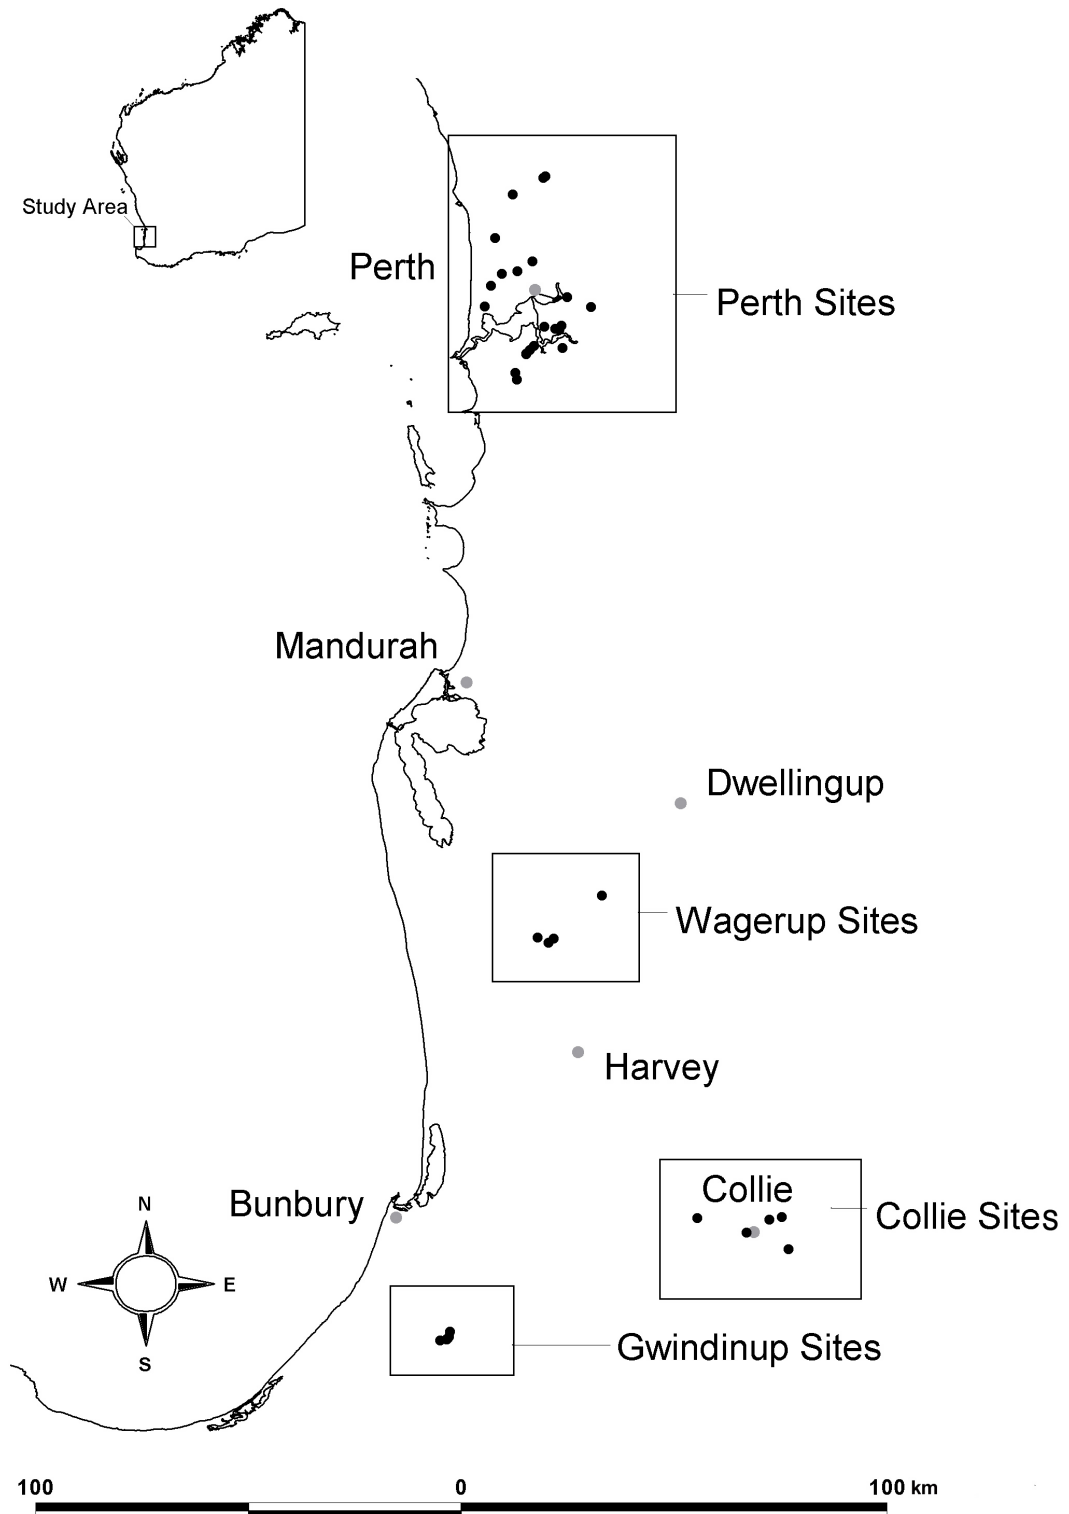 Study Area
Perth
Perth Sites
Mandurah
Dwellingup
Wagerup Sites
Harvey
Collie
Bunbury
Collie Sites
N
W
E
S
Gwindinup Sites
100
0
100 km